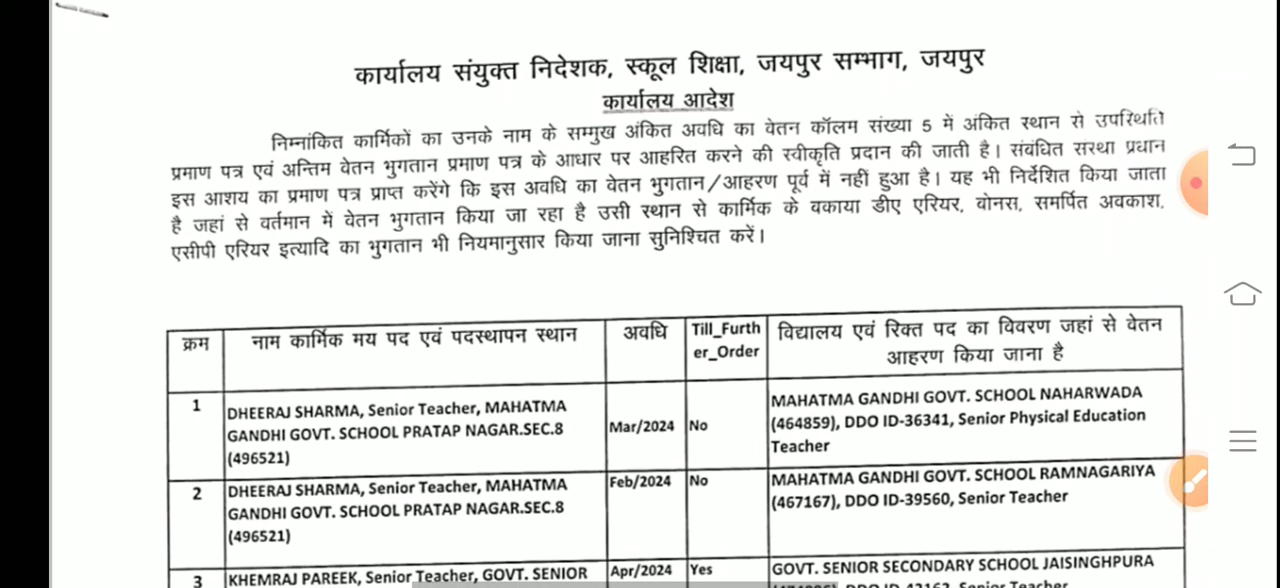 कार्यालय संयुक्त निदेशक, स्कूल शिक्षा, जयपुर सम्भाग, जयपुर
कार्यालय आदेश
निम्नांकित कार्मिकों का उनके नाम के सम्मुख अंकित अवधि का वेतन कॉलम संख्या 5 में अंकित स्थान से उपस्थिति
प्रमाण पत्र एवं अन्तिम वेतन भुगतान प्रमाण पत्र के आधार पर आहरित करने की स्वीकृति प्रदान की जाती है। संबंधित संस्था प्रधान
इस आशय का प्रमाण पत्र प्राप्त करेंगे कि इस अवधि का वेतन भुगतान/आहरण पूर्व में नहीं हुआ है। यह भी निर्देशित किया जाता
है जहां से वर्तमान में वेतन भुगतान किया जा रहा है उसी स्थान से कार्मिक के बकाया डीए एरियर, बोनस, समर्पित अवकाश,
एसीपी एरियर इत्यादि का भुगतान भी नियमानुसार किया जाना सुनिश्चित करें।
क्रम नाम कार्मिक मय पद एवं पदस्थापन स्थान अवधि Till_Furth विद्यालय एवं रिक्त पद का विवरण जहां से वेतन
er_Order आहरण किया जाना है
1 DHEERAJ SHARMA, Senior Teacher, MAHATMA MAHATMA GANDHI GOVT. SCHOOL NAHARWADA
GANDHI GOVT. SCHOOL PRATAP NAGAR.SEC.8 Mar/2024 No (464859), DDO ID-36341, Senior Physical Education
(496521) Teacher
2 DHEERAJ SHARMA, Senior Teacher, MAHATMA Feb/2024 No MAHATMA GANDHI GOVT. SCHOOL RAMNAGARIYA
GANDHI GOVT. SCHOOL PRATAP NAGAR.SEC.8 (467167), DDO ID-39560, Senior Teacher
(496521)
3 KHEMRAJ PAREEK, Senior Teacher, GOVT. SENIOR Apr/2024 Yes GOVT. SENIOR SECONDARY SCHOOL JAISINGHPURA
Senior Teacher